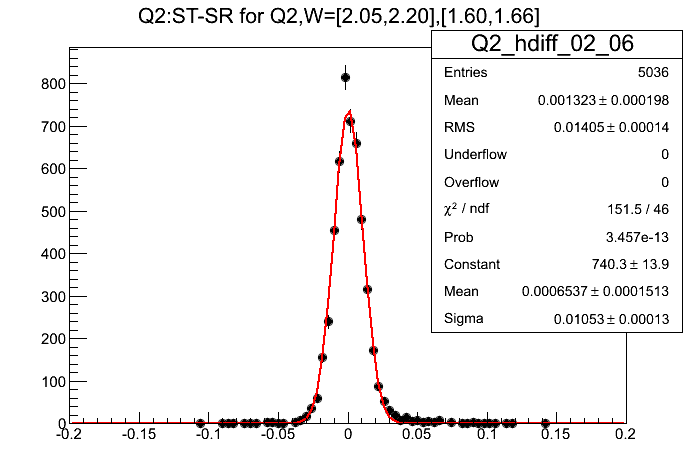 Q2:ST-SR for Q2,W=[2.05,2.20],[1.60,1.66]
Q2_hdiff_02_06
Entries 5036
Mean 0.001323 ± 0.000198
RMS 0.01405 ± 0.00014
Underflow 0
Overflow 0
χ² / ndf 151.5 / 46
Prob 3.457e-13
Constant 740.3 ± 13.9
Mean 0.0006537 ± 0.0001513
Sigma 0.01053 ± 0.00013
800
700
600
500
400
300
200
100
0
-0.2 -0.15 -0.1 -0.05 0 0.05 0.1 0.15 0.2